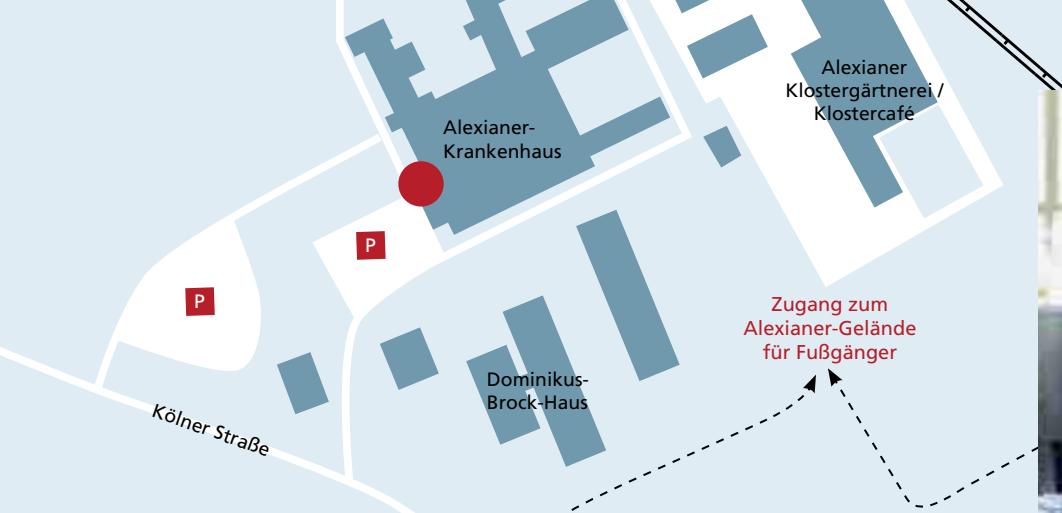 Alexianer
Klostergärtnerei /
Klostercafé
Alexianer-
Krankenhaus
P
P
Zugang zum
Alexianer-Gelände
für Fußgänger
Dominikus-
Brock-Haus
Kölner Straße